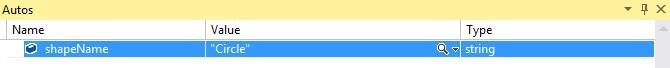 Autos
Name Value Type
shapeName "Circle" string